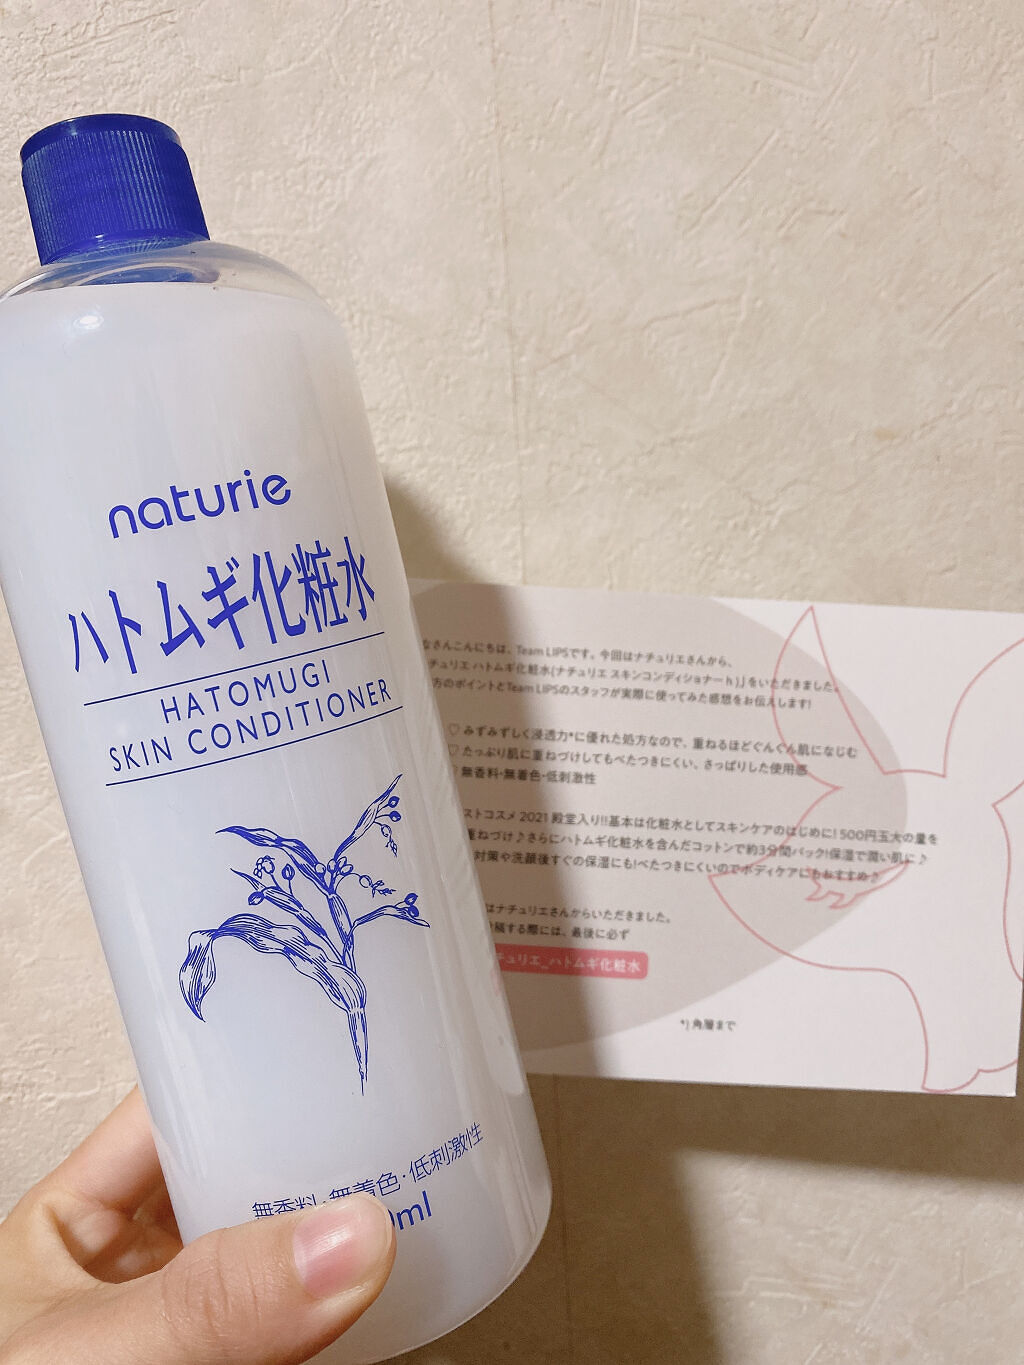 naturie
ハトムギ化粧水
HATOMUGI
SKIN CONDITIONER
無香料・無着色・低刺激性
ml
なさんこんにちは、Team LIPSです。今回はナチュリエさんから、
チュリエ ハトムギ化粧水(ナチュリエ スキンコンディショナー h)」をいただきました。
方のポイントとTeam LIPSのスタッフが実際に使ってみた感想をお伝えします!
♡ みずみずしく浸透力*に優れた処方なので、重ねるほどぐんぐん肌になじむ
♡ たっぷり肌に重ねづけしてもべたつきにくい、さっぱりした使用感
無香料・無着色・低刺激性
ストコスメ 2021 殿堂入り!!基本は化粧水としてスキンケアのはじめに! 500円玉大の量を
重ねづけ♪さらにハトムギ化粧水を含んだコットンで約3分間パック!保湿で潤い肌に♪
対策や洗顔後すぐの保湿にも!べたつきにくいのでボディケアにもおすすめ♪
はナチュリエさんからいただきました。
稿する際には、最後に必ず
チュリエ_ハトムギ化粧水
*) 角層まで